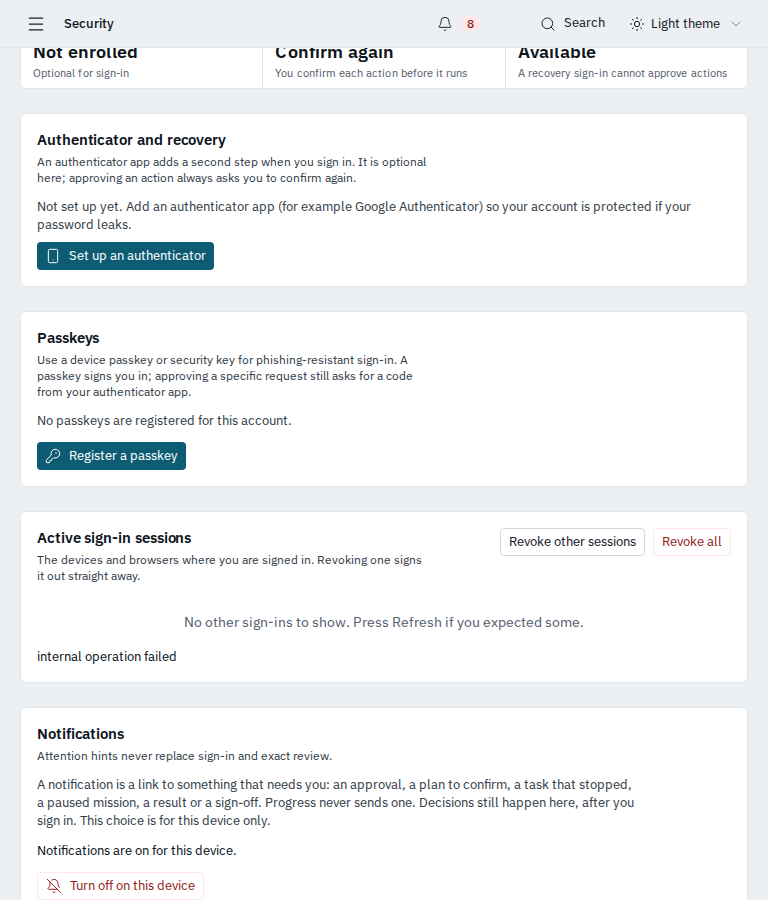 Security
8
Search
Light theme
Not enrolled
Optional for sign-in
Confirm again
You confirm each action before it runs
Available
A recovery sign-in cannot approve actions
Authenticator and recovery
An authenticator app adds a second step when you sign in. It is optional
here; approving an action always asks you to confirm again.
Not set up yet. Add an authenticator app (for example Google Authenticator) so your account is protected if your
password leaks.
Set up an authenticator
Passkeys
Use a device passkey or security key for phishing-resistant sign-in. A
passkey signs you in; approving a specific request still asks for a code
from your authenticator app.
No passkeys are registered for this account.
Register a passkey
Active sign-in sessions
Revoke other sessions
Revoke all
The devices and browsers where you are signed in. Revoking one signs
it out straight away.
No other sign-ins to show. Press Refresh if you expected some.
internal operation failed
Notifications
Attention hints never replace sign-in and exact review.
A notification is a link to something that needs you: an approval, a plan to confirm, a task that stopped,
a paused mission, a result or a sign-off. Progress never sends one. Decisions still happen here, after you
sign in. This choice is for this device only.
Notifications are on for this device.
Turn off on this device